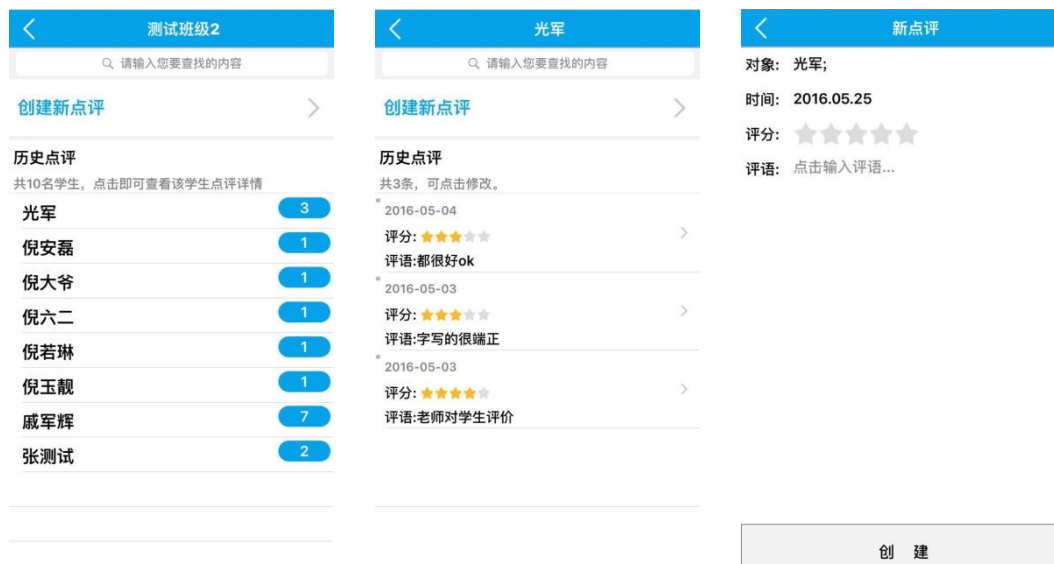 测试班级2
请输入您要查找的内容
创建新点评
历史点评
共10名学生，点击即可查看该学生点评详情
光军 3
倪安磊 1
倪大爷 1
倪六二 1
倪若琳 1
倪玉靓 1
戚军辉 7
张测试 2
光军
请输入您要查找的内容
创建新点评
历史点评
共3条，可点击修改。
2016-05-04
评分:
评语:都很好ok
2016-05-03
评分:
评语:字写的很端正
2016-05-03
评分:
评语:老师对学生评价
新点评
对象: 光军;
时间: 2016.05.25
评分:
评语: 点击输入评语...
创 建